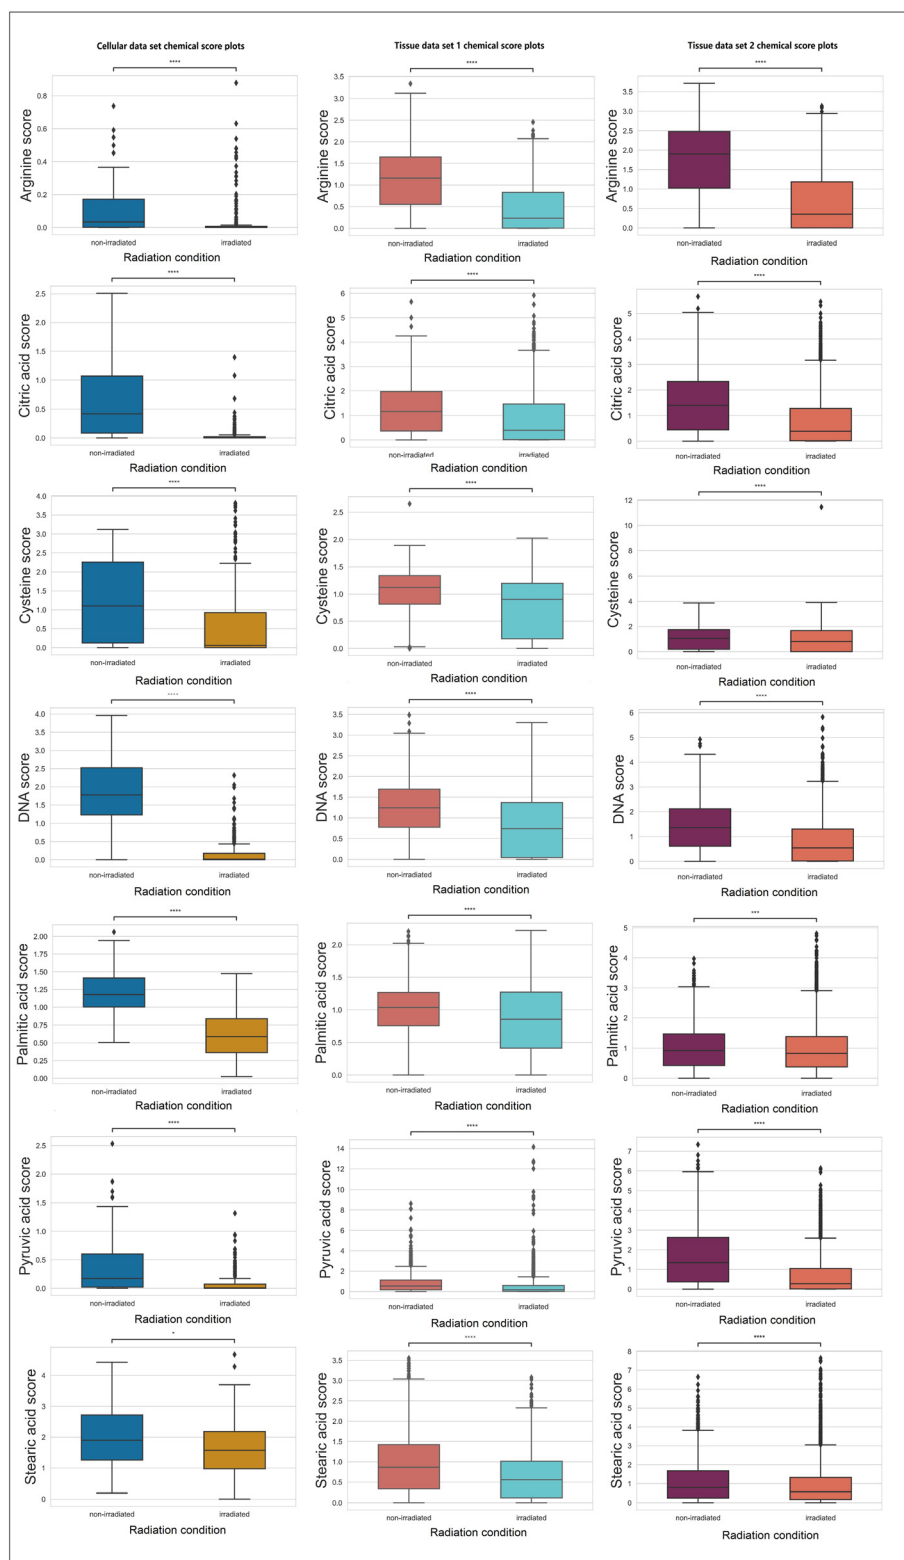 Cellular data set chemical score plots
Tissue data set 1 chemical score plots
Tissue data set 2 chemical score plots
****
Arginine score
0.8
0.6
0.4
0.2
0.0
non-irradiated irradiated
Radiation condition
****
Arginine score
3.5
3.0
2.5
2.0
1.5
1.0
0.5
0.0
non-irradiated irradiated
Radiation condition
****
Arginine score
3.5
3.0
2.5
2.0
1.5
1.0
0.5
0.0
non-irradiated irradiated
Radiation condition
****
Citric acid score
2.5
2.0
1.5
1.0
0.5
0.0
non-irradiated irradiated
Radiation condition
****
Citric acid score
6
5
4
3
2
1
0
non-irradiated irradiated
Radiation condition
****
Citric acid score
5
4
3
2
1
0
non-irradiated irradiated
Radiation condition
****
Cysteine score
4.0
3.5
3.0
2.5
2.0
1.5
1.0
0.5
0.0
non-irradiated irradiated
Radiation condition
****
Cysteine score
2.5
2.0
1.5
1.0
0.5
0.0
non-irradiated irradiated
Radiation condition
****
Cysteine score
12
10
8
6
4
2
0
non-irradiated irradiated
Radiation condition
****
DNA score
4.0
3.5
3.0
2.5
2.0
1.5
1.0
0.5
0.0
non-irradiated irradiated
Radiation condition
****
DNA score
3.5
3.0
2.5
2.0
1.5
1.0
0.5
0.0
non-irradiated irradiated
Radiation condition
****
DNA score
6
5
4
3
2
1
0
non-irradiated irradiated
Radiation condition
****
Palmitic acid score
2.00
1.75
1.50
1.25
1.00
0.75
0.50
0.25
0.00
non-irradiated irradiated
Radiation condition
****
Palmitic acid score
2.0
1.5
1.0
0.5
0.0
non-irradiated irradiated
Radiation condition
***
Palmitic acid score
5
4
3
2
1
0
non-irradiated irradiated
Radiation condition
****
Pyruvic acid score
2.5
2.0
1.5
1.0
0.5
0.0
non-irradiated irradiated
Radiation condition
****
Pyruvic acid score
14
12
10
8
6
4
2
0
non-irradiated irradiated
Radiation condition
****
Pyruvic acid score
7
6
5
4
3
2
1
0
non-irradiated irradiated
Radiation condition
*
Stearic acid score
4
3
2
1
0
non-irradiated irradiated
Radiation condition
****
Stearic acid score
3.5
3.0
2.5
2.0
1.5
1.0
0.5
0.0
non-irradiated irradiated
Radiation condition
****
Stearic acid score
8
7
6
5
4
3
2
1
0
non-irradiated irradiated
Radiation condition